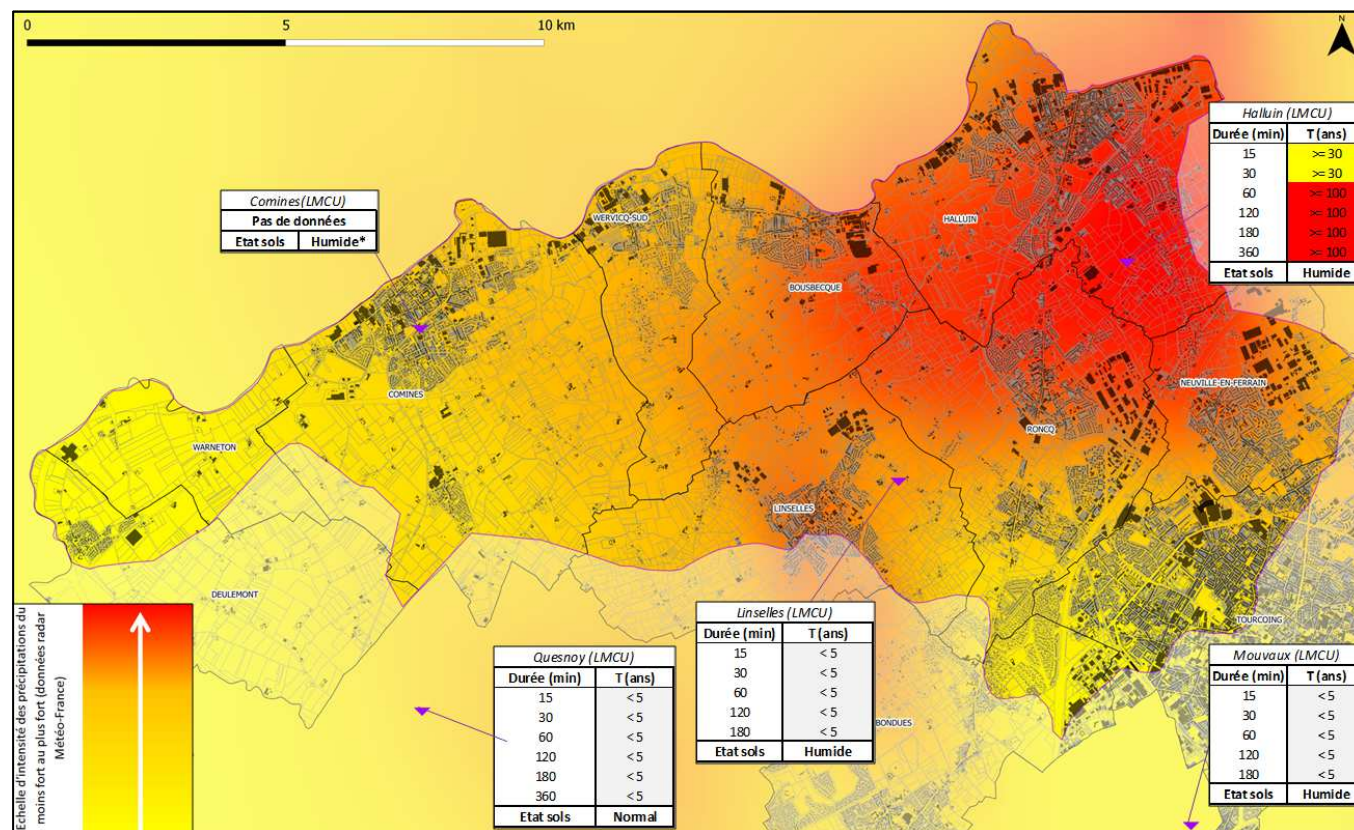 0 5 10 km
N
Halluin (LMCU)
Durée (min) T (ans)
15 >= 30
30 >= 30
60 >= 100
120 >= 100
180 >= 100
360 >= 100
Etat sols Humide
Comines(LMCU)
Pas de données
Etat sols Humide*
WERVICQ-SUD
HALLUIN
BOUSBECQUE
NEUVILLE-EN-FERRAIN
COMINES
RONCQ
WARNETON
LINSELLES
DEULEMONT
TOURCOING
BONDUES
Linselles (LMCU)
Durée (min) T (ans)
15 < 5
30 < 5
60 < 5
120 < 5
180 < 5
Etat sols Humide
Quesnoy (LMCU)
Durée (min) T (ans)
15 < 5
30 < 5
60 < 5
120 < 5
180 < 5
360 < 5
Etat sols Normal
Mouvaux (LMCU)
Durée (min) T (ans)
15 < 5
30 < 5
60 < 5
120 < 5
180 < 5
Etat sols Humide
Echelle d'intensité des précipitations du
moins fort au plus fort (données radar
Météo-France)